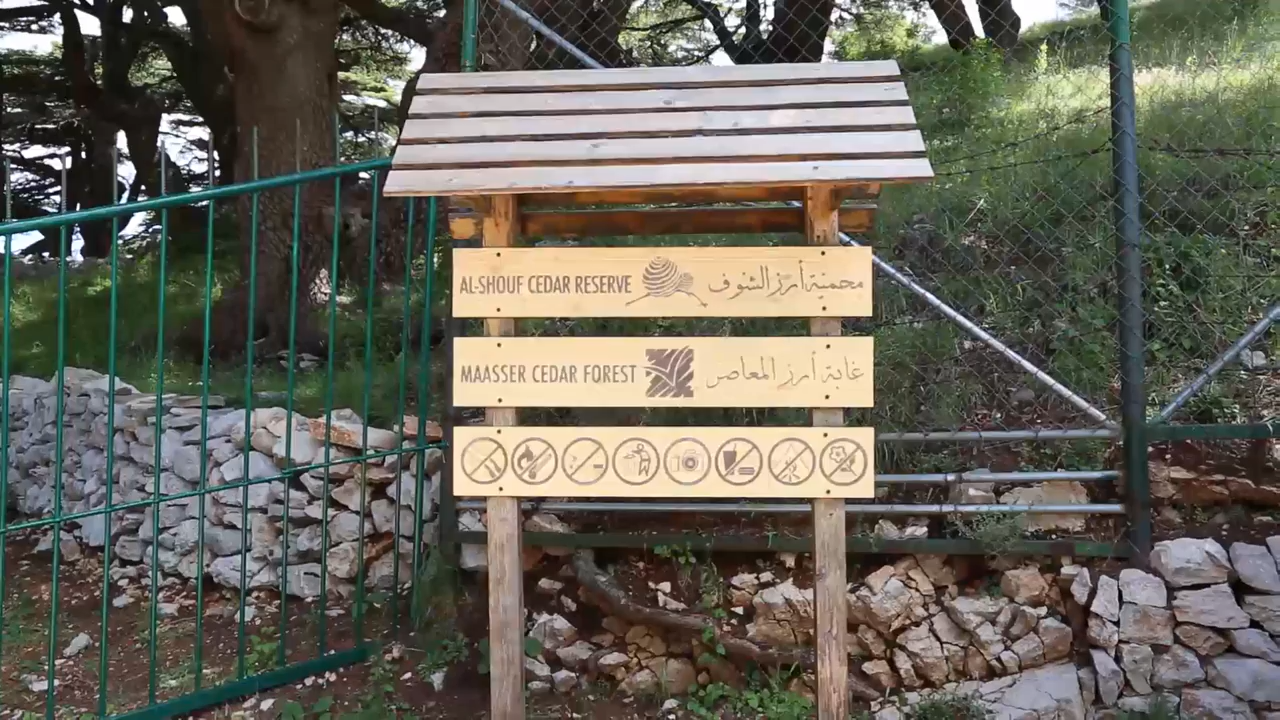 AL-SHOUF CEDAR RESERVE محمية أرز الشوف
MAASSER CEDAR FOREST غابة أرز المعاصر